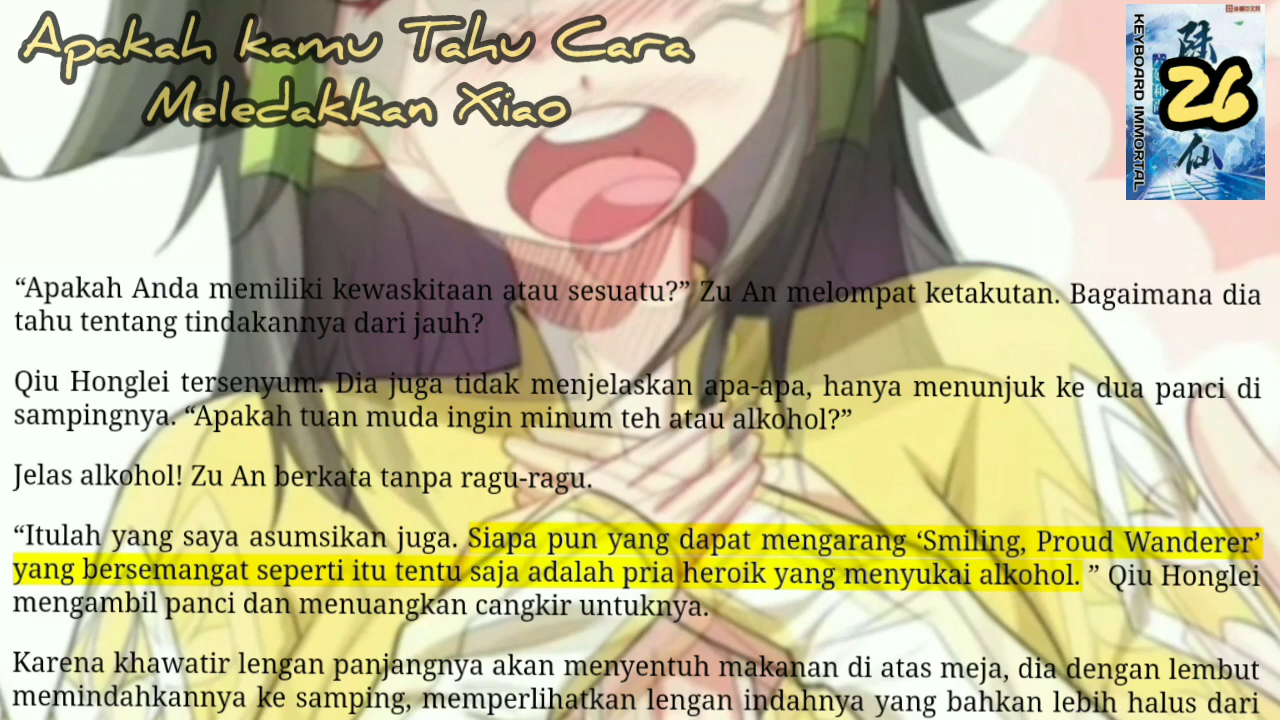 Apakah kamu Tahu Cara
Meledakkan Xiao
KEYBOARD IMMORTAL
陆
仙
26
“Apakah Anda memiliki kewaskitaan atau sesuatu?” Zu An melompat ketakutan. Bagaimana dia
tahu tentang tindakannya dari jauh?
Qiu Honglei tersenyum. Dia juga tidak menjelaskan apa-apa, hanya menunjuk ke dua panci di
sampingnya. “Apakah tuan muda ingin minum teh atau alkohol?”
Jelas alkohol! Zu An berkata tanpa ragu-ragu.
“Itulah yang saya asumsikan juga. Siapa pun yang dapat mengarang ‘Smiling, Proud Wanderer’
yang bersemangat seperti itu tentu saja adalah pria heroik yang menyukai alkohol. ” Qiu Honglei
mengambil panci dan menuangkan cangkir untuknya.
Karena khawatir lengan panjangnya akan menyentuh makanan di atas meja, dia dengan lembut
memindahkannya ke samping, memperlihatkan lengan indahnya yang bahkan lebih halus dari